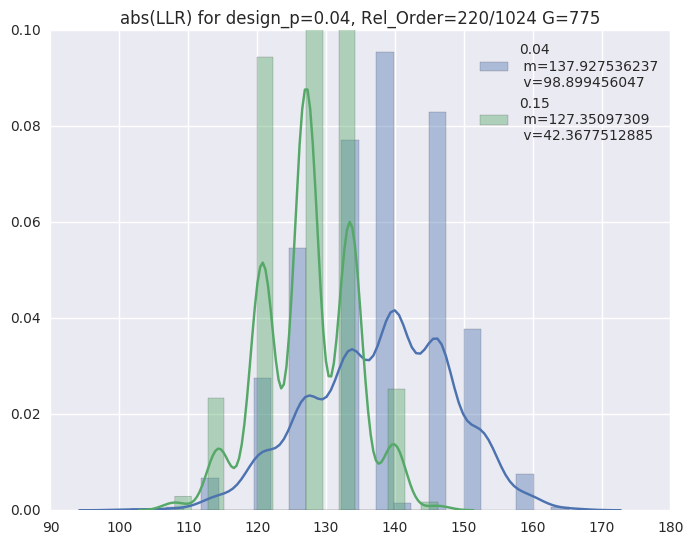 abs(LLR) for design_p=0.04, Rel_Order=220/1024 G=775
0.10
0.08
0.06
0.04
0.02
0.00
0.04
m=137.927536237
v=98.899456047
0.15
m=127.35097309
v=42.3677512885
90 100 110 120 130 140 150 160 170 180